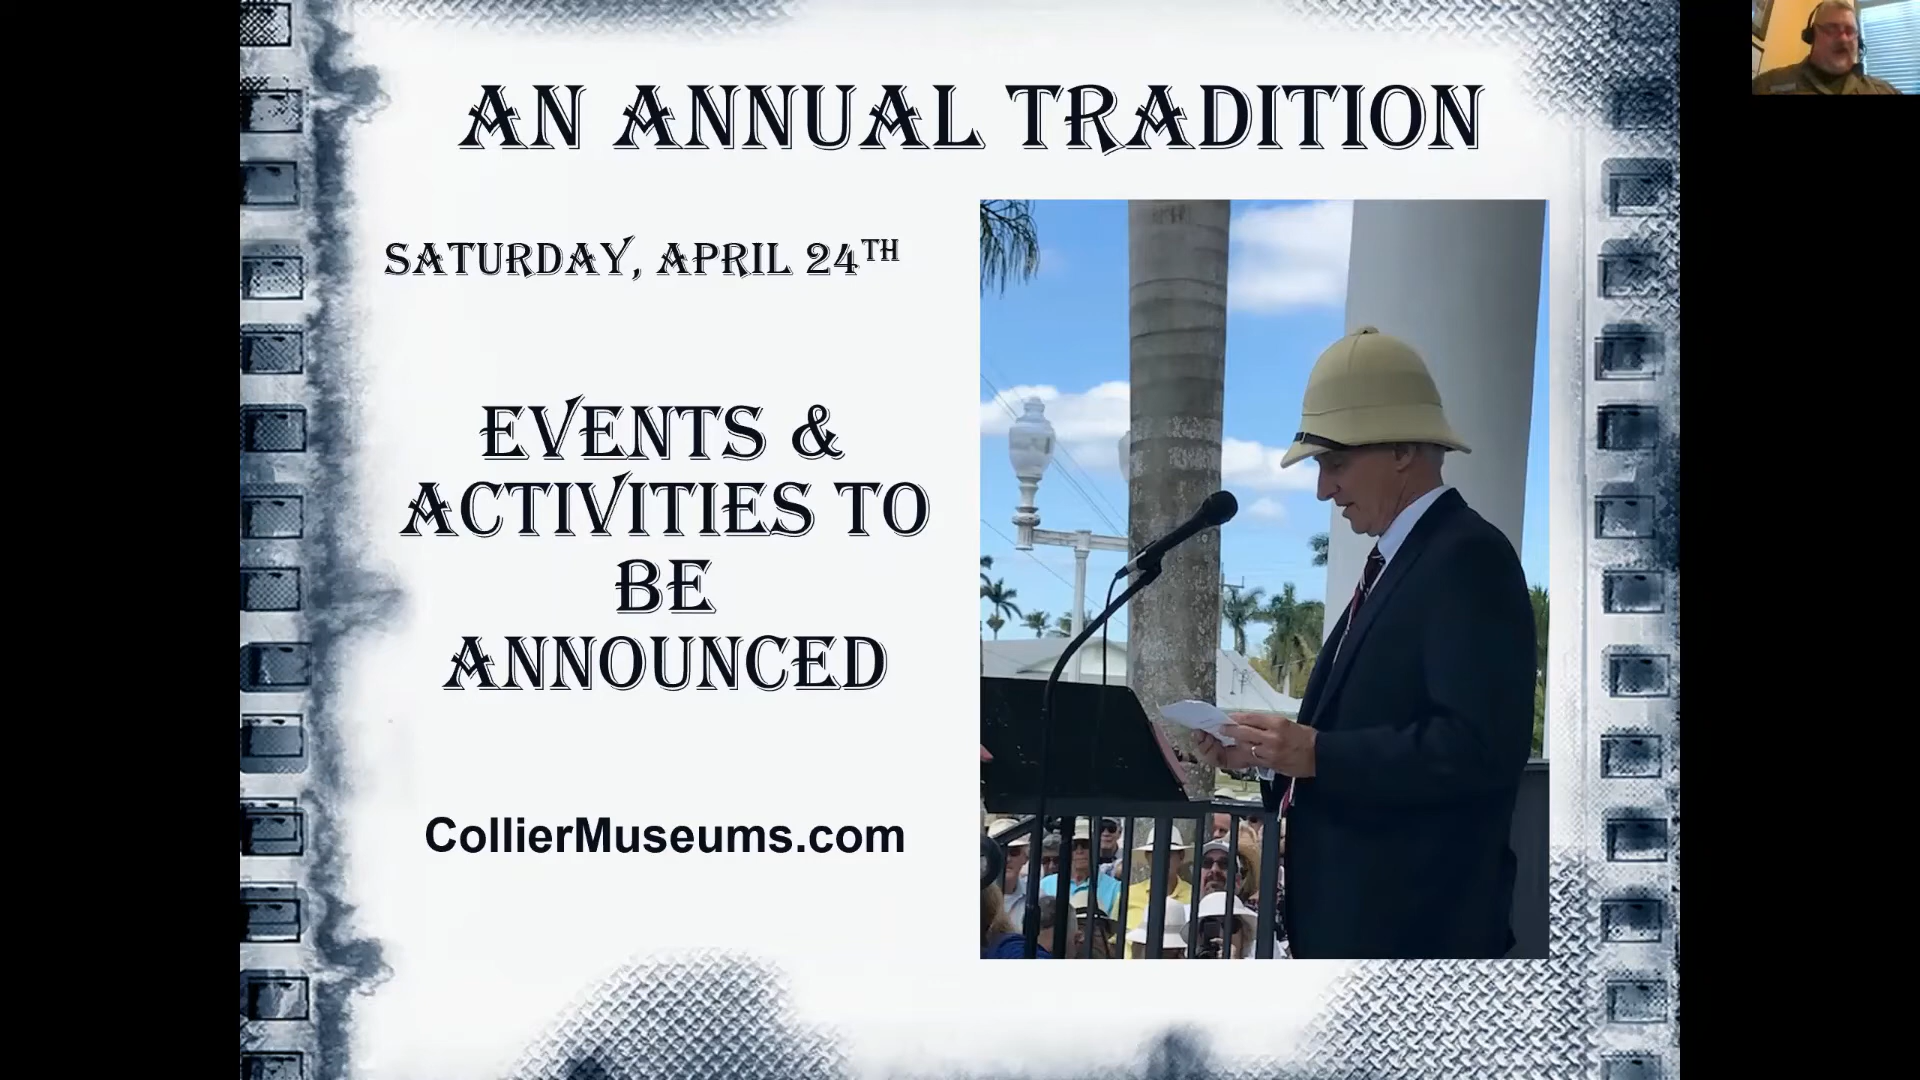 AN ANNUAL TRADITION
SATURDAY, APRIL 24TH
EVENTS &
ACTIVITIES TO
BE
ANNOUNCED
CollierMuseums.com